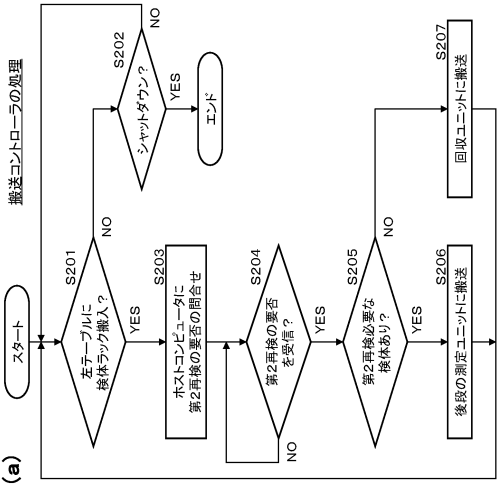 (a)
搬送コントローラの処理
スタート
S201
左テーブルに
検体ラック搬入？
NO
YES
S202
シャットダウン？
NO
YES
エンド
S203
ホストコンピュータに
第2再検の要否の問合せ
S204
第2再検の要否
を受信？
NO
YES
S205
第2再検必要な
検体あり？
NO
YES
S206
後段の測定ユニットに搬送
S207
回収ユニットに搬送